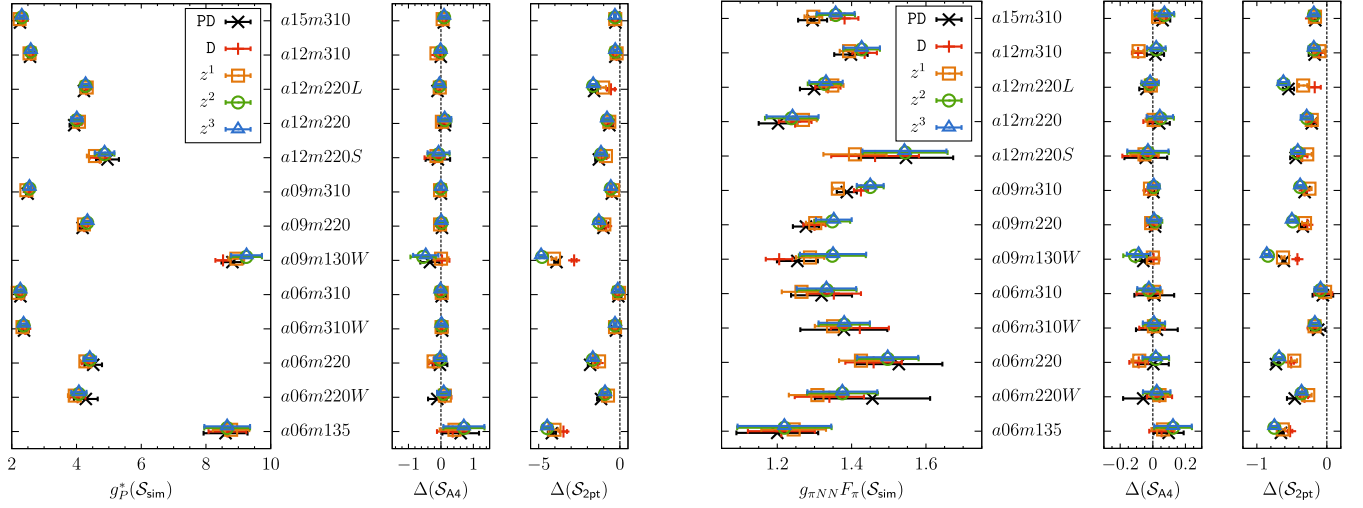 PD
D
z^1
z^2
z^3
a15m310
a12m310
a12m220L
a12m220
a12m220S
a09m310
a09m220
a09m130W
a06m310
a06m310W
a06m220
a06m220W
a06m135
2 4 6 8 10
g_P^*(S_sim)
−1 0 1
Δ(S_A4)
−5 0
Δ(S_2pt)
PD
D
z^1
z^2
z^3
a15m310
a12m310
a12m220L
a12m220
a12m220S
a09m310
a09m220
a09m130W
a06m310
a06m310W
a06m220
a06m220W
a06m135
1.2 1.4 1.6
g_{πNN}F_π(S_sim)
−0.2 0 0.2
Δ(S_A4)
−1 0
Δ(S_2pt)